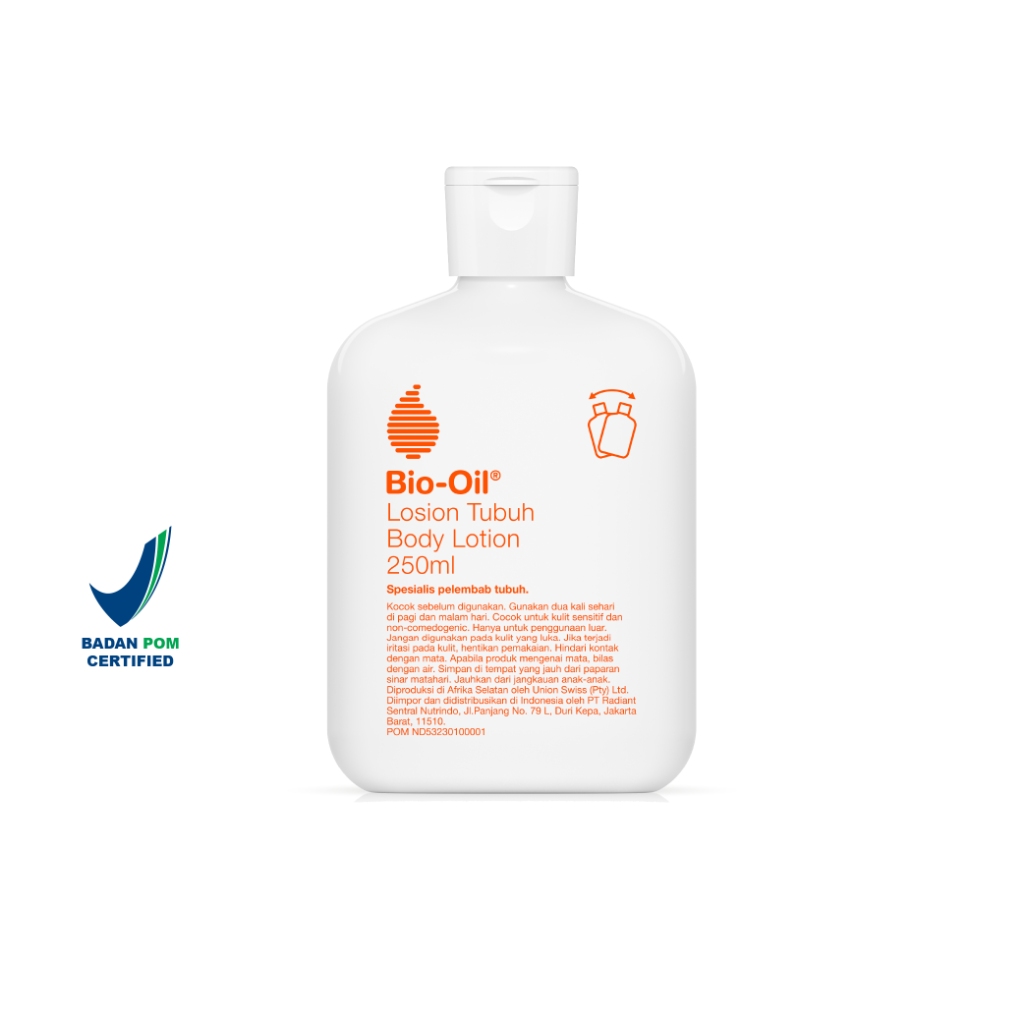 Bio-Oil®
Losion Tubuh
Body Lotion
250ml
Spesialis pelembab tubuh.
Kocok sebelum digunakan. Gunakan dua kali sehari
di pagi dan malam hari. Cocok untuk kulit sensitif dan
non-comedogenic. Hanya untuk penggunaan luar.
Jangan digunakan pada kulit yang luka. Jika terjadi
iritasi pada kulit, hentikan pemakaian. Hindari kontak
dengan mata. Apabila produk mengenai mata, bilas
dengan air. Simpan di tempat yang jauh dari paparan
sinar matahari. Jauhkan dari jangkauan anak-anak.
Diproduksi di Afrika Selatan oleh Union Swiss (Pty) Ltd.
Diimpor dan didistribusikan di Indonesia oleh PT Radiant
Sentral Nutrindo, Jl.Panjang No. 79 L, Duri Kepa, Jakarta
Barat, 11510.
POM ND53230100001
BADAN POM
CERTIFIED